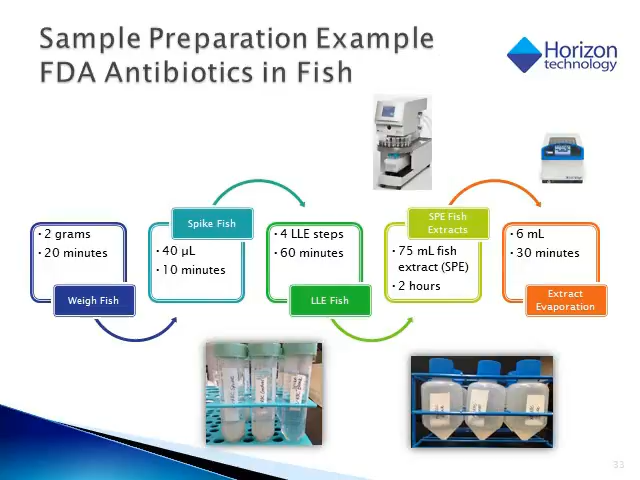 Sample Preparation Example
FDA Antibiotics in Fish
Horizon
technology
• 2 grams
• 20 minutes
Weigh Fish
Spike Fish
• 40 µL
• 10 minutes
• 4 LLE steps
• 60 minutes
LLE Fish
SPE Fish
Extracts
• 75 mL fish
extract (SPE)
• 2 hours
• 6 mL
• 30 minutes
Extract
Evaporation
33